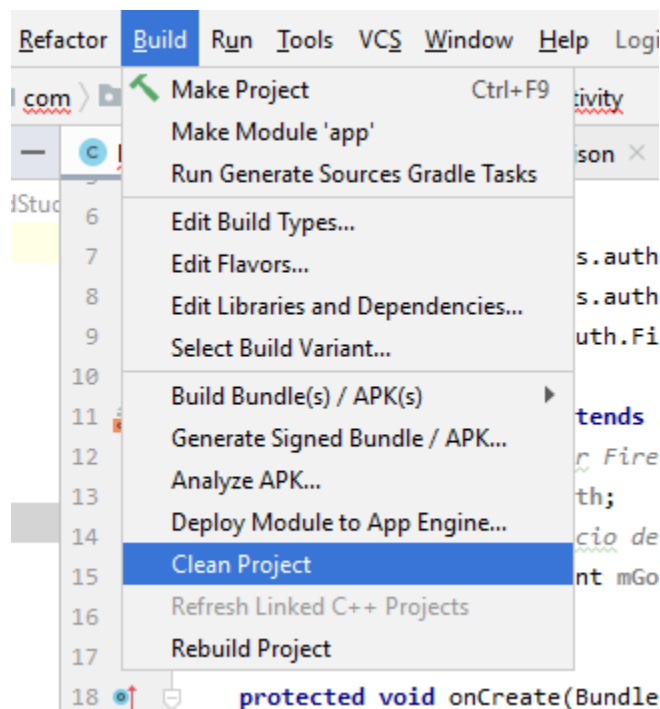 Refactor Build Run Tools VCS Window Help Logi
com tivity
Make Project Ctrl+F9
Make Module 'app'
ison
Run Generate Sources Gradle Tasks
dStud
6
Edit Build Types...
7 s.auth
Edit Flavors...
8 s.auth
Edit Libraries and Dependencies...
9 uth.Fi
Select Build Variant...
10
Build Bundle(s) / APK(s)
11 tends
Generate Signed Bundle / APK...
12 r Fire
Analyze APK...
13 th;
Deploy Module to App Engine...
14 cio de
Clean Project
15 nt mGo
Refresh Linked C++ Projects
16
Rebuild Project
17
18 protected void onCreate(Bundle